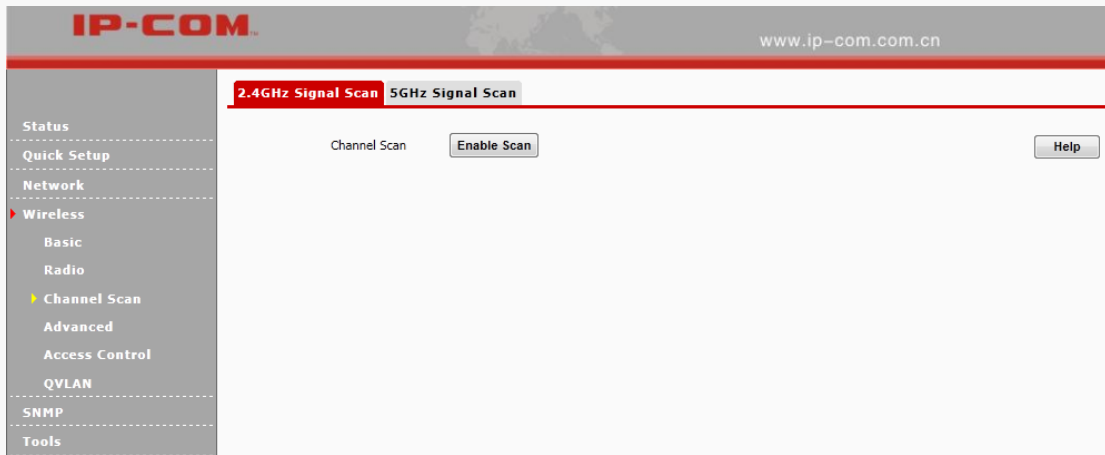 IP-COM
www.ip-com.com.cn
2.4GHz Signal Scan 5GHz Signal Scan
Channel Scan Enable Scan Help
Status
Quick Setup
Network
Wireless
Basic
Radio
Channel Scan
Advanced
Access Control
QVLAN
SNMP
Tools